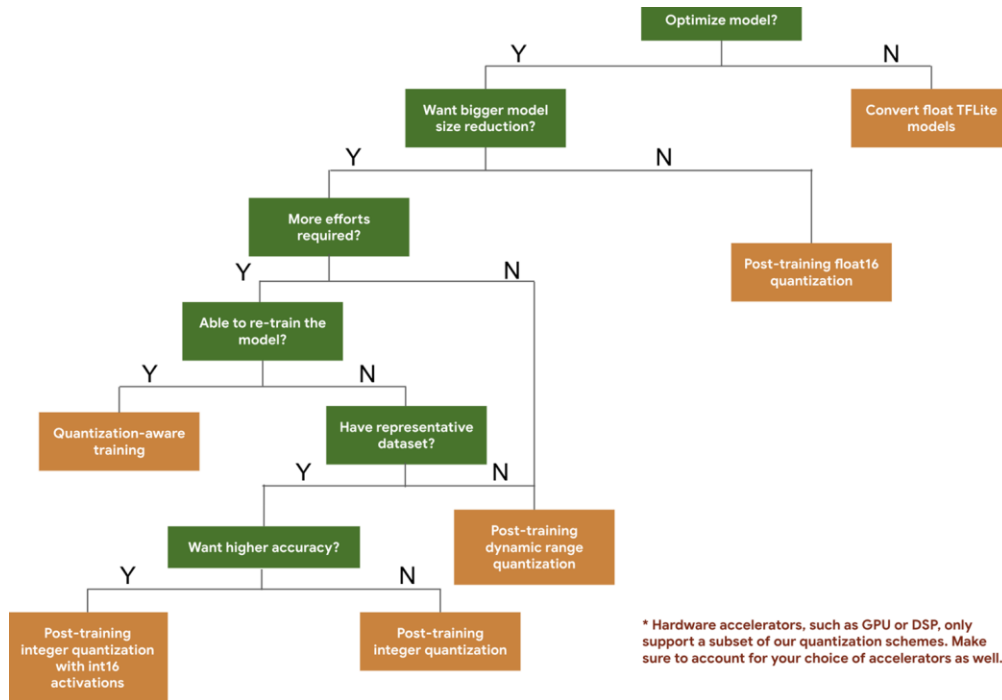 Optimize model?
Y
N
Want bigger model
size reduction?
Convert float TFLite
models
Y
N
More efforts
required?
Post-training float16
quantization
Y
N
Able to re-train the
model?
Y
N
Quantization-aware
training
Have representative
dataset?
Y
N
Want higher accuracy?
Post-training
dynamic range
quantization
Y
N
Post-training
integer quantization
with int16
activations
Post-training
integer quantization
* Hardware accelerators, such as GPU or DSP, only
support a subset of our quantization schemes. Make
sure to account for your choice of accelerators as well.